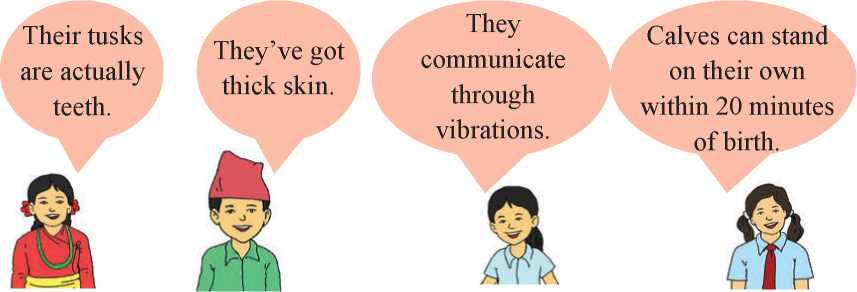 Their tusks
are actually
teeth.
They've got
thick skin.
They
communicate
through
vibrations.
Calves can stand
on their own
within 20 minutes
of birth.